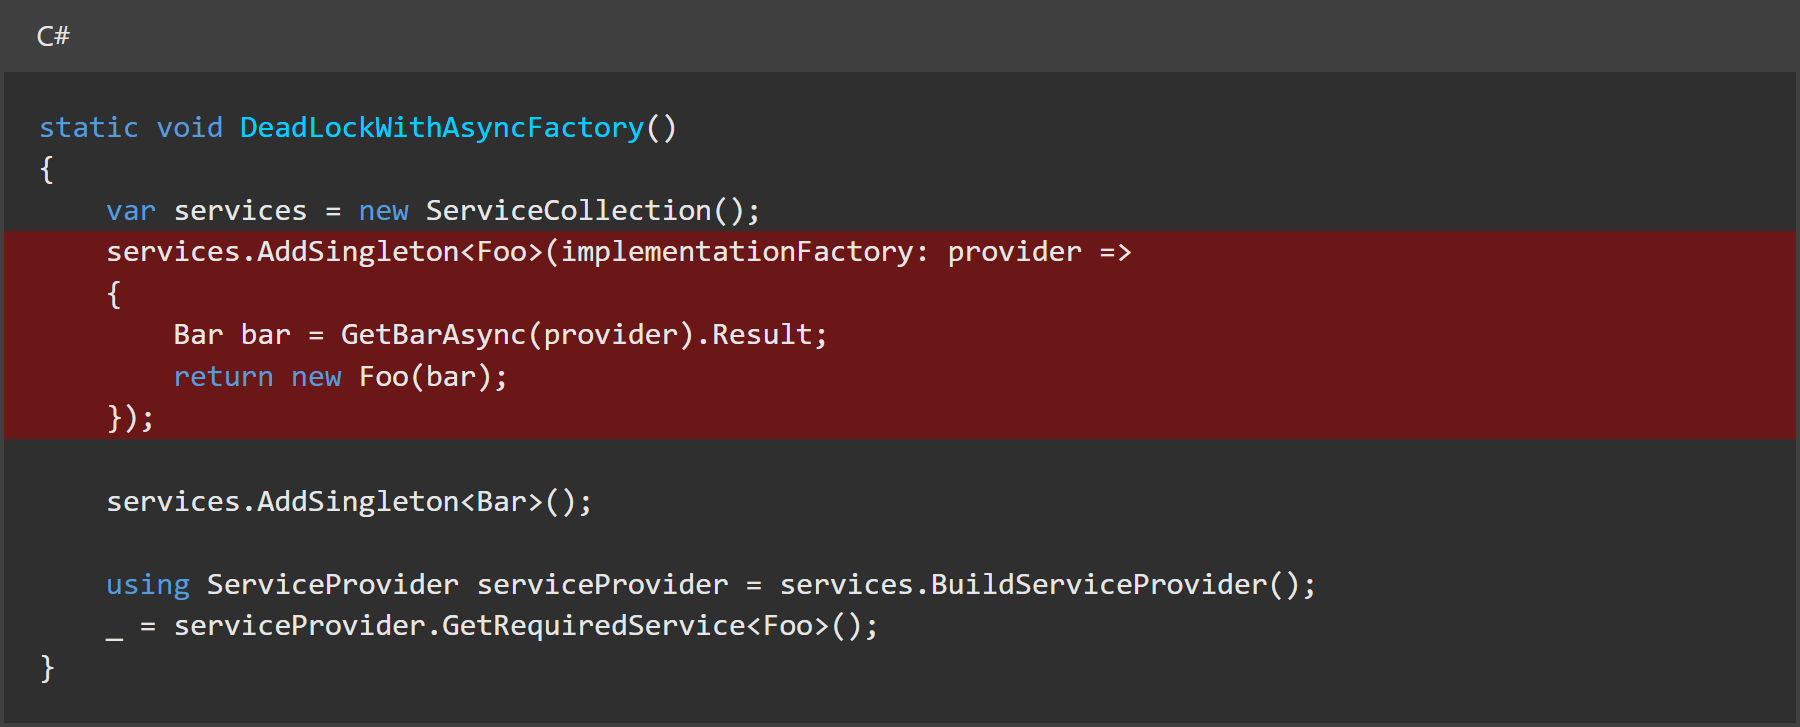 C#
static void DeadLockWithAsyncFactory()
{
    var services = new ServiceCollection();
    services.AddSingleton<Foo>(implementationFactory: provider =>
    {
        Bar bar = GetBarAsync(provider).Result;
        return new Foo(bar);
    });
    services.AddSingleton<Bar>();
    using ServiceProvider serviceProvider = services.BuildServiceProvider();
    _ = serviceProvider.GetRequiredService<Foo>();
}